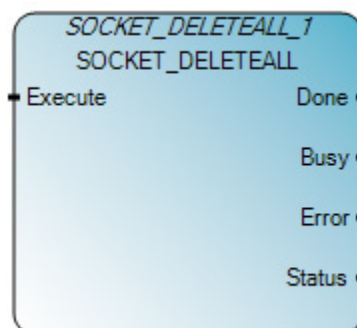 SOCKET_DELETEALL_1
SOCKET_DELETEALL
Execute Done
Busy
Error
Status